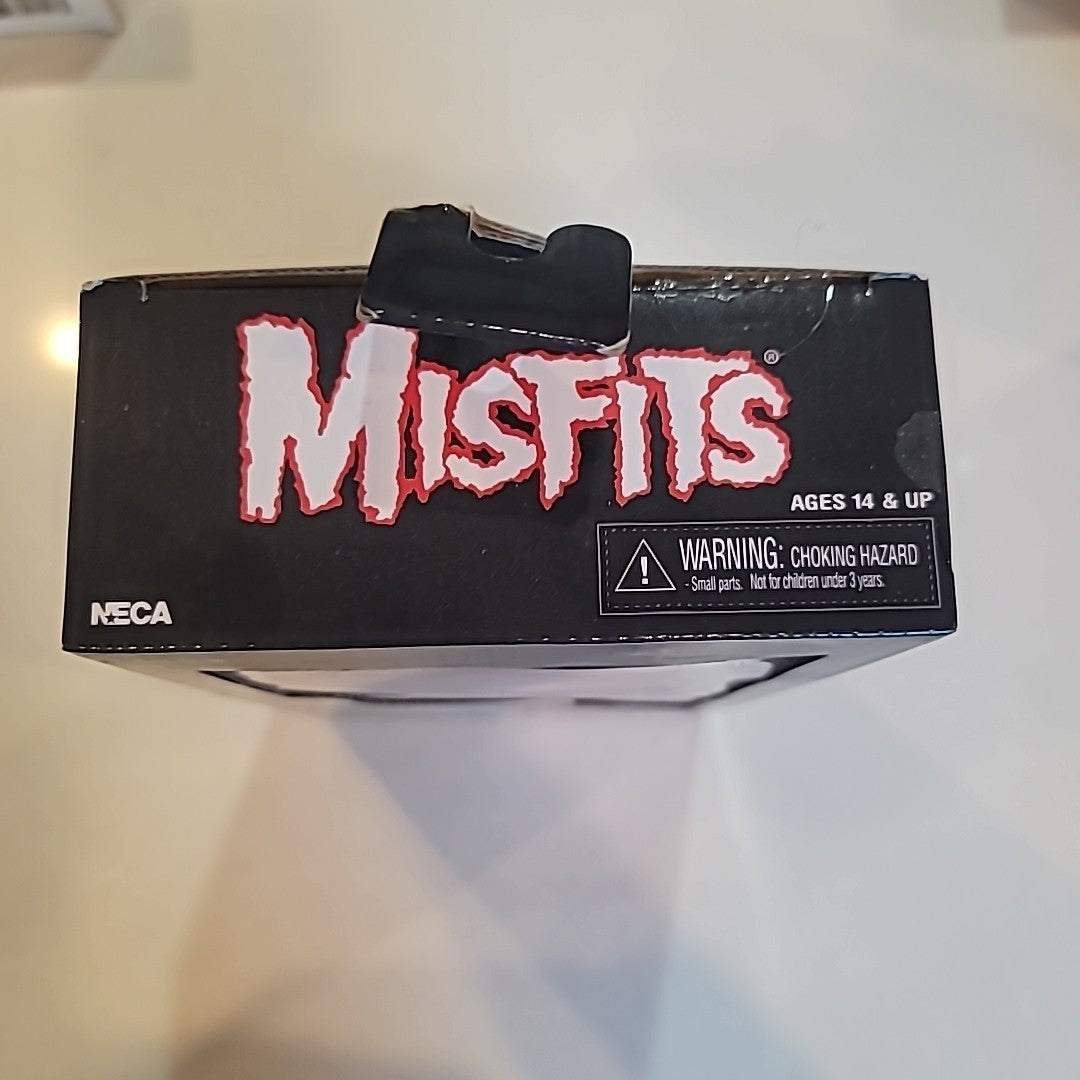 MISFITS ®
AGES 14 & UP
WARNING: CHOKING HAZARD
- Small parts. Not for children under 3 years.
NECA